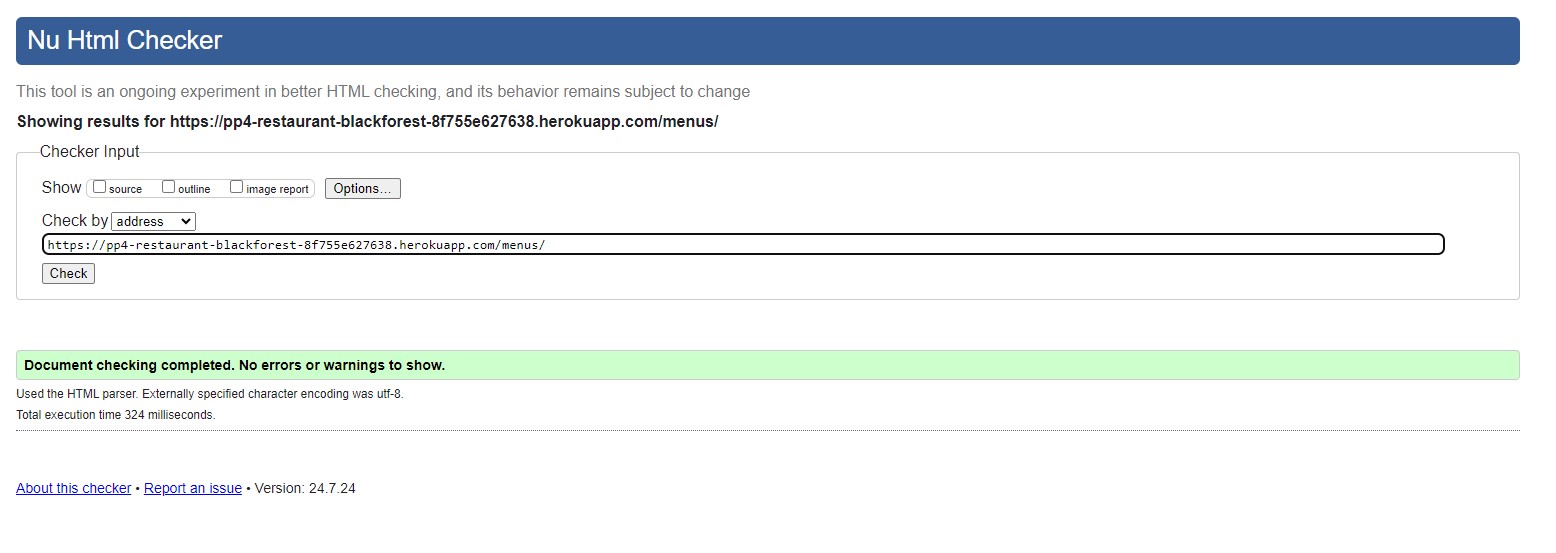 Nu Html Checker
This tool is an ongoing experiment in better HTML checking, and its behavior remains subject to change
Showing results for https://pp4-restaurant-blackforest-8f755e627638.herokuapp.com/menus/
Checker Input
Show source outline image report Options...
Check by address
https://pp4-restaurant-blackforest-8f755e627638.herokuapp.com/menus/
Check
Document checking completed. No errors or warnings to show.
Used the HTML parser. Externally specified character encoding was utf-8.
Total execution time 324 milliseconds.
About this checker • Report an issue • Version: 24.7.24